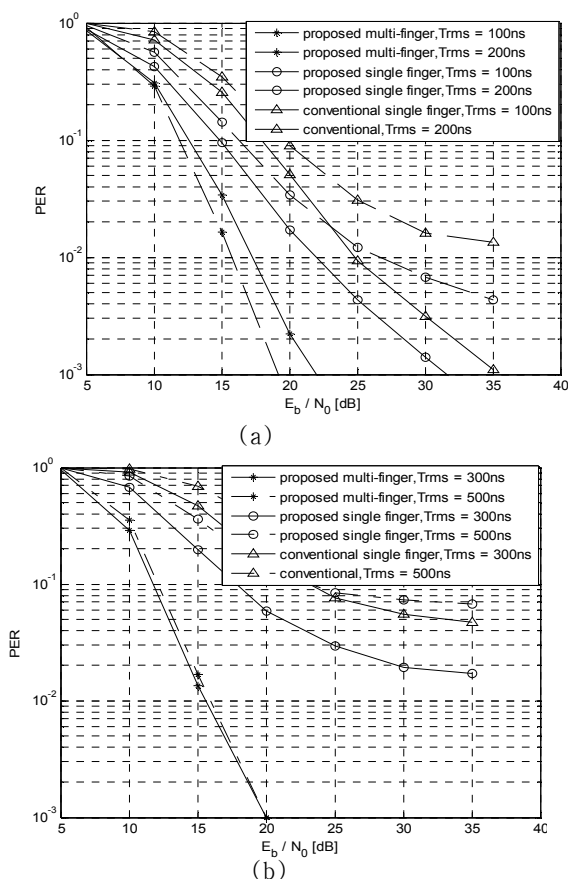 10^0
10^-1
10^-2
10^-3
PER
5 10 15 20 25 30 35 40
E_b / N_0 [dB]
proposed multi-finger,Trms = 100ns
proposed multi-finger,Trms = 200ns
proposed single finger,Trms = 100ns
proposed single finger,Trms = 200ns
conventional single finger,Trms = 100ns
conventional,Trms = 200ns
(a)
10^0
10^-1
10^-2
10^-3
PER
5 10 15 20 25 30 35 40
E_b / N_0 [dB]
proposed multi-finger,Trms = 300ns
proposed multi-finger,Trms = 500ns
proposed single finger,Trms = 300ns
proposed single finger,Trms = 500ns
conventional single finger,Trms = 300ns
conventional,Trms = 500ns
(b)